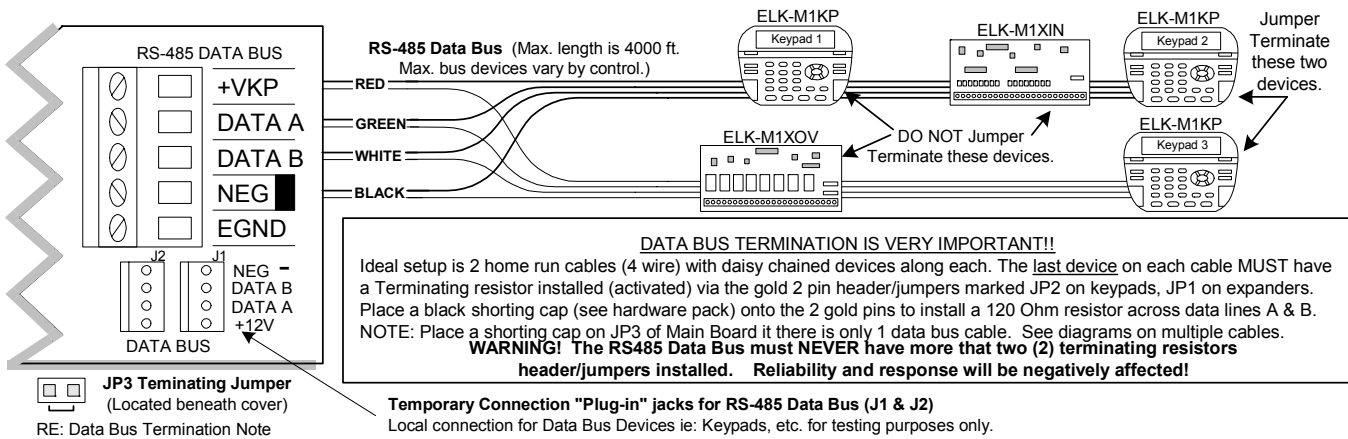 RS-485 DATA BUS
+VKP
DATA A
DATA B
NEG
EGND
J2
J1
NEG -
DATA B
DATA A
+12V
DATA BUS
JP3 Teminating Jumper
(Located beneath cover)
RE: Data Bus Termination Note
RS-485 Data Bus (Max. length is 4000 ft.
Max. bus devices vary by control.)
RED
GREEN
WHITE
BLACK
ELK-M1KP
Keypad 1
ELK-M1XIN
ELK-M1KP
Keypad 2
Jumper
Terminate
these two
devices.
ELK-M1XOV
DO NOT Jumper
Terminate these devices.
ELK-M1KP
Keypad 3
DATA BUS TERMINATION IS VERY IMPORTANT!!
Ideal setup is 2 home run cables (4 wire) with daisy chained devices along each. The last device on each cable MUST have
a Terminating resistor installed (activated) via the gold 2 pin header/jumpers marked JP2 on keypads, JP1 on expanders.
Place a black shorting cap (see hardware pack) onto the 2 gold pins to install a 120 Ohm resistor across data lines A & B.
NOTE: Place a shorting cap on JP3 of Main Board it there is only 1 data bus cable. See diagrams on multiple cables.
WARNING! The RS485 Data Bus must NEVER have more that two (2) terminating resistors
header/jumpers installed. Reliability and response will be negatively affected!
Temporary Connection "Plug-in" jacks for RS-485 Data Bus (J1 & J2)
Local connection for Data Bus Devices ie: Keypads, etc. for testing purposes only.